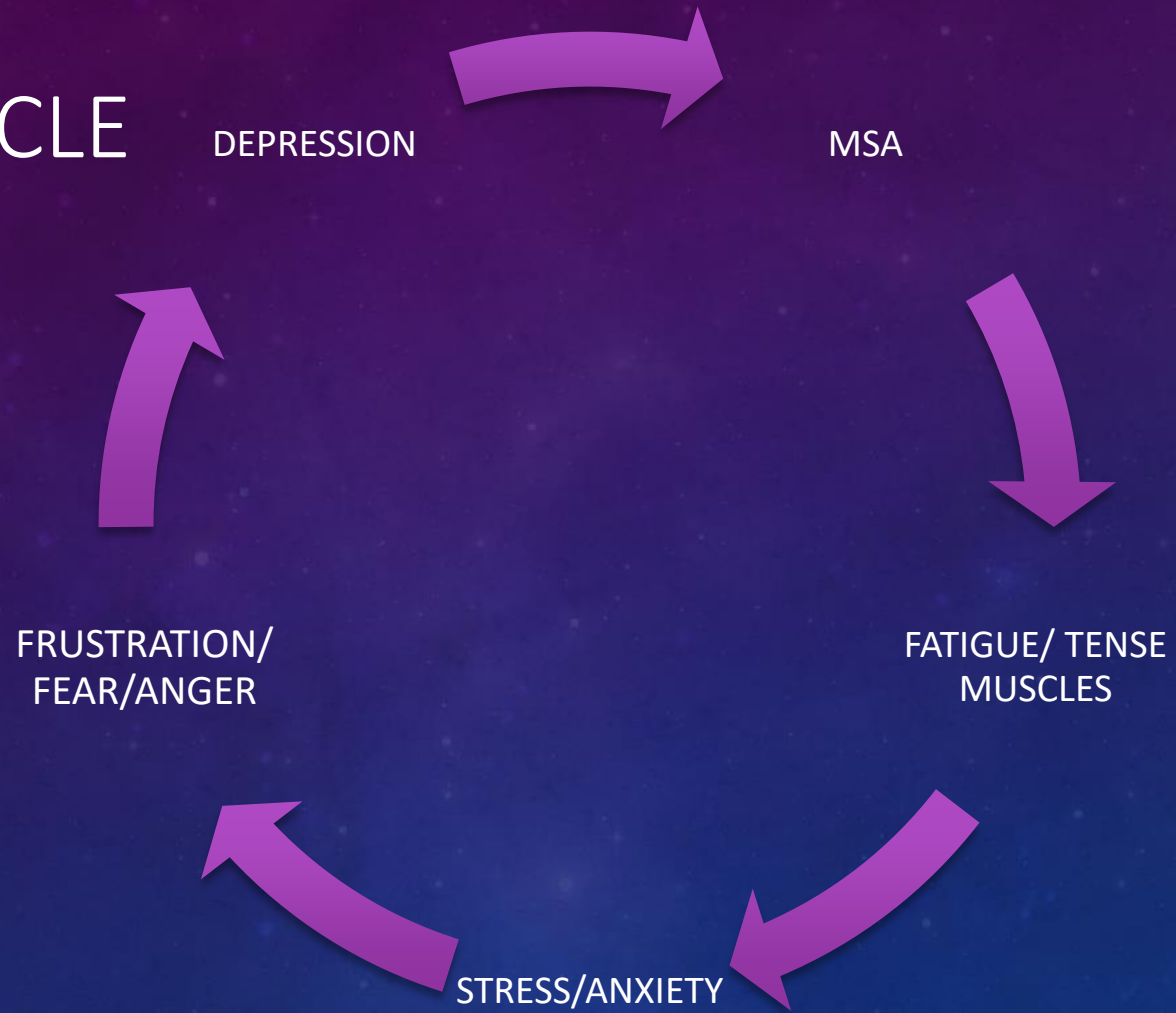 CLE
DEPRESSION
MSA
FATIGUE/ TENSE
MUSCLES
STRESS/ANXIETY
FRUSTRATION/
FEAR/ANGER